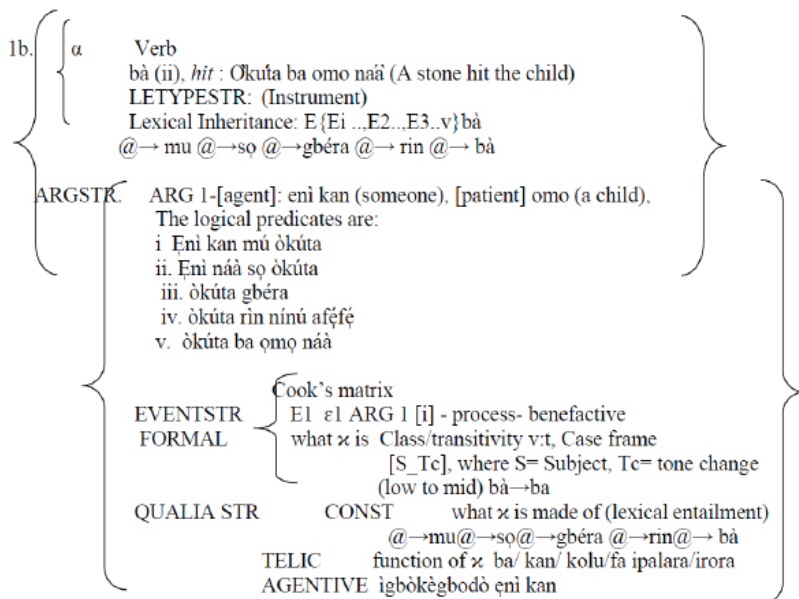 1b. α Verb
bà (ii), hit : Ȯkuta ba omo náà (A stone hit the child)
LETYPESTR: (Instrument)
Lexical Inheritance: E{Ei ..,E2..,E3..v}bà
@→ mu @→sọ @→gbéra @→ rin @→ bà
ARGSTR. ARG 1-[agent]: enì kan (someone), [patient] omo (a child),
The logical predicates are:
i Ẹnì kan mú òkúta
ii. Ẹnì náà sọ òkúta
iii. òkúta gbéra
iv. òkúta rìn nínú afẹ́fẹ́
v. òkúta ba ọmọ náà
Cook's matrix
EVENTSTR E1 ε1 ARG 1 [i] - process- benefactive
FORMAL what ϰ is Class/transitivity v:t, Case frame
[S_Tc], where S= Subject, Tc= tone change
(low to mid) bà→ba
QUALIA STR CONST what ϰ is made of (lexical entailment)
@→mu@→sọ@→gbéra @→rin@→ bà
TELIC function of ϰ ba/ kan/ kolu/fa ipalara/irora
AGENTIVE ìgbòkègbodò ẹnì kan